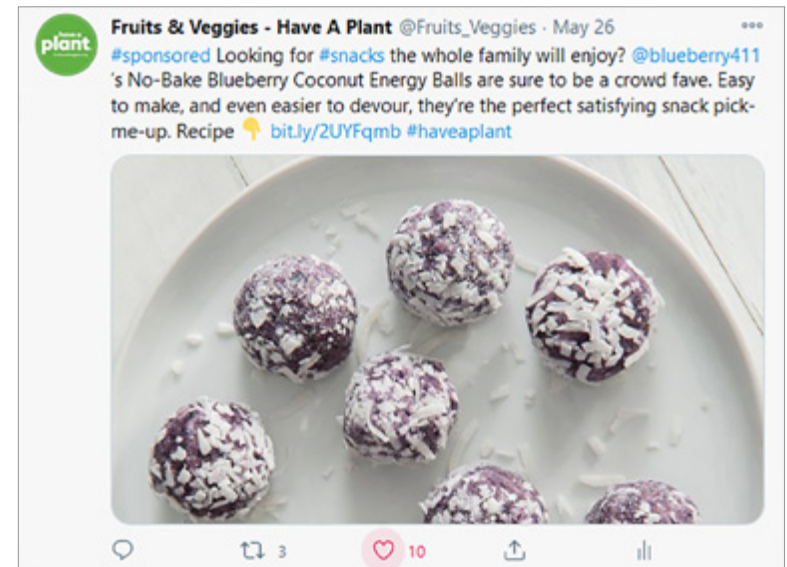 Fruits & Veggies - Have A Plant @Fruits_Veggies · May 26
#sponsored Looking for #snacks the whole family will enjoy? @blueberry411
's No-Bake Blueberry Coconut Energy Balls are sure to be a crowd fave. Easy
to make, and even easier to devour, they're the perfect satisfying snack pick-
me-up. Recipe 👇 bit.ly/2UYFqmb #haveaplant
have a
plant
3
10